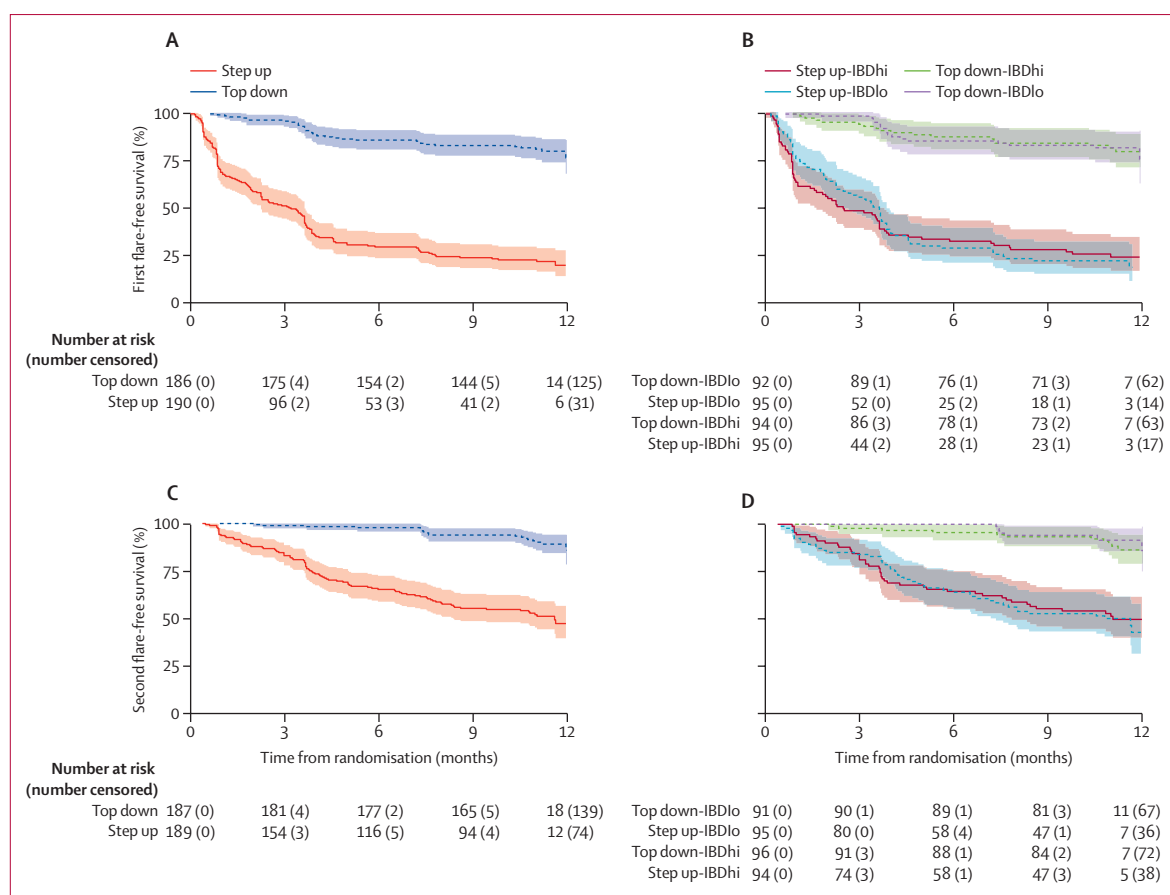 A
Step up
Top down
First flare-free survival (%)
100
75
50
25
0
0 3 6 9 12
Number at risk
(number censored)
Top down 186 (0) 175 (4) 154 (2) 144 (5) 14 (125)
Step up 190 (0) 96 (2) 53 (3) 41 (2) 6 (31)
B
Step up-IBDhi Top down-IBDhi
Step up-IBDlo Top down-IBDlo
0 3 6 9 12
Top down-IBDlo 92 (0) 89 (1) 76 (1) 71 (3) 7 (62)
Step up-IBDlo 95 (0) 52 (0) 25 (2) 18 (1) 3 (14)
Top down-IBDhi 94 (0) 86 (3) 78 (1) 73 (2) 7 (63)
Step up-IBDhi 95 (0) 44 (2) 28 (1) 23 (1) 3 (17)
C
Second flare-free survival (%)
100
75
50
25
0
0 3 6 9 12
Time from randomisation (months)
Number at risk
(number censored)
Top down 187 (0) 181 (4) 177 (2) 165 (5) 18 (139)
Step up 189 (0) 154 (3) 116 (5) 94 (4) 12 (74)
D
0 3 6 9 12
Time from randomisation (months)
Top down-IBDlo 91 (0) 90 (1) 89 (1) 81 (3) 11 (67)
Step up-IBDlo 95 (0) 80 (0) 58 (4) 47 (1) 7 (36)
Top down-IBDhi 96 (0) 91 (3) 88 (1) 84 (2) 7 (72)
Step up-IBDhi 94 (0) 74 (3) 58 (1) 47 (3) 5 (38)